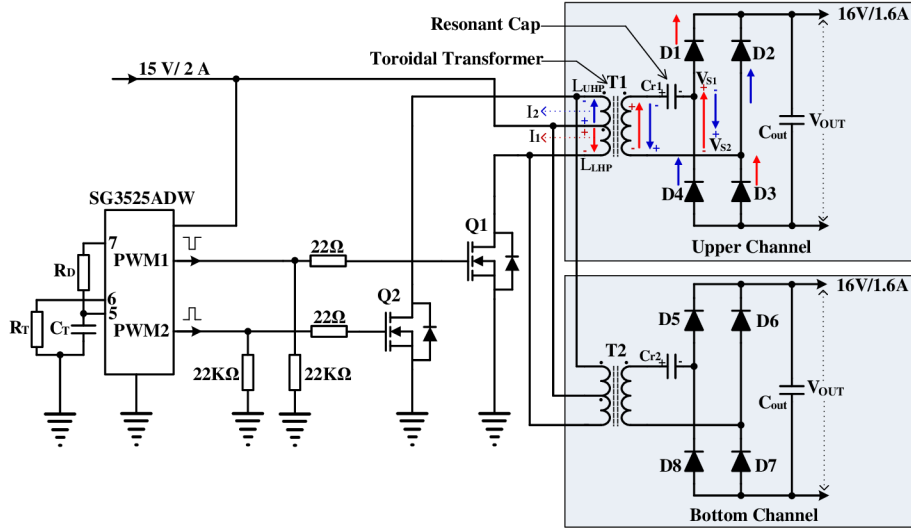 Resonant Cap
16V/1.6A
D1
D2
Toroidal Transformer
T1
15 V/ 2 A
LUHP
Cr1
+
-
VS1
I2
I1
LLHP
VS2
Cout
VOUT
D4
D3
Upper Channel
SG3525ADW
7
PWM1
22Ω
Q1
RD
6
5
RT
CT
PWM2
22Ω
Q2
22KΩ
22KΩ
16V/1.6A
D5
D6
T2
Cr2
+
-
Cout
VOUT
D8
D7
Bottom Channel